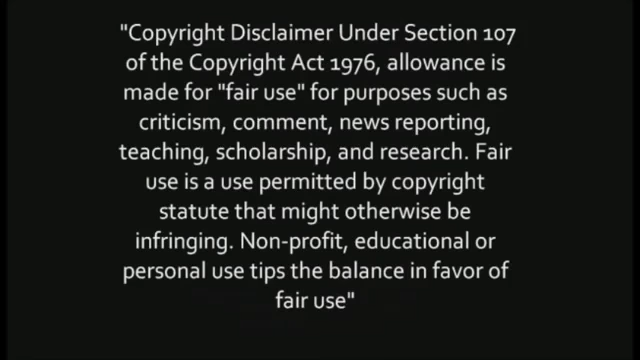 "Copyright Disclaimer Under Section 107
of the Copyright Act 1976, allowance is
made for "fair use" for purposes such as
criticism, comment, news reporting,
teaching, scholarship, and research. Fair
use is a use permitted by copyright
statute that might otherwise be
infringing. Non-profit, educational or
personal use tips the balance in favor of
fair use"